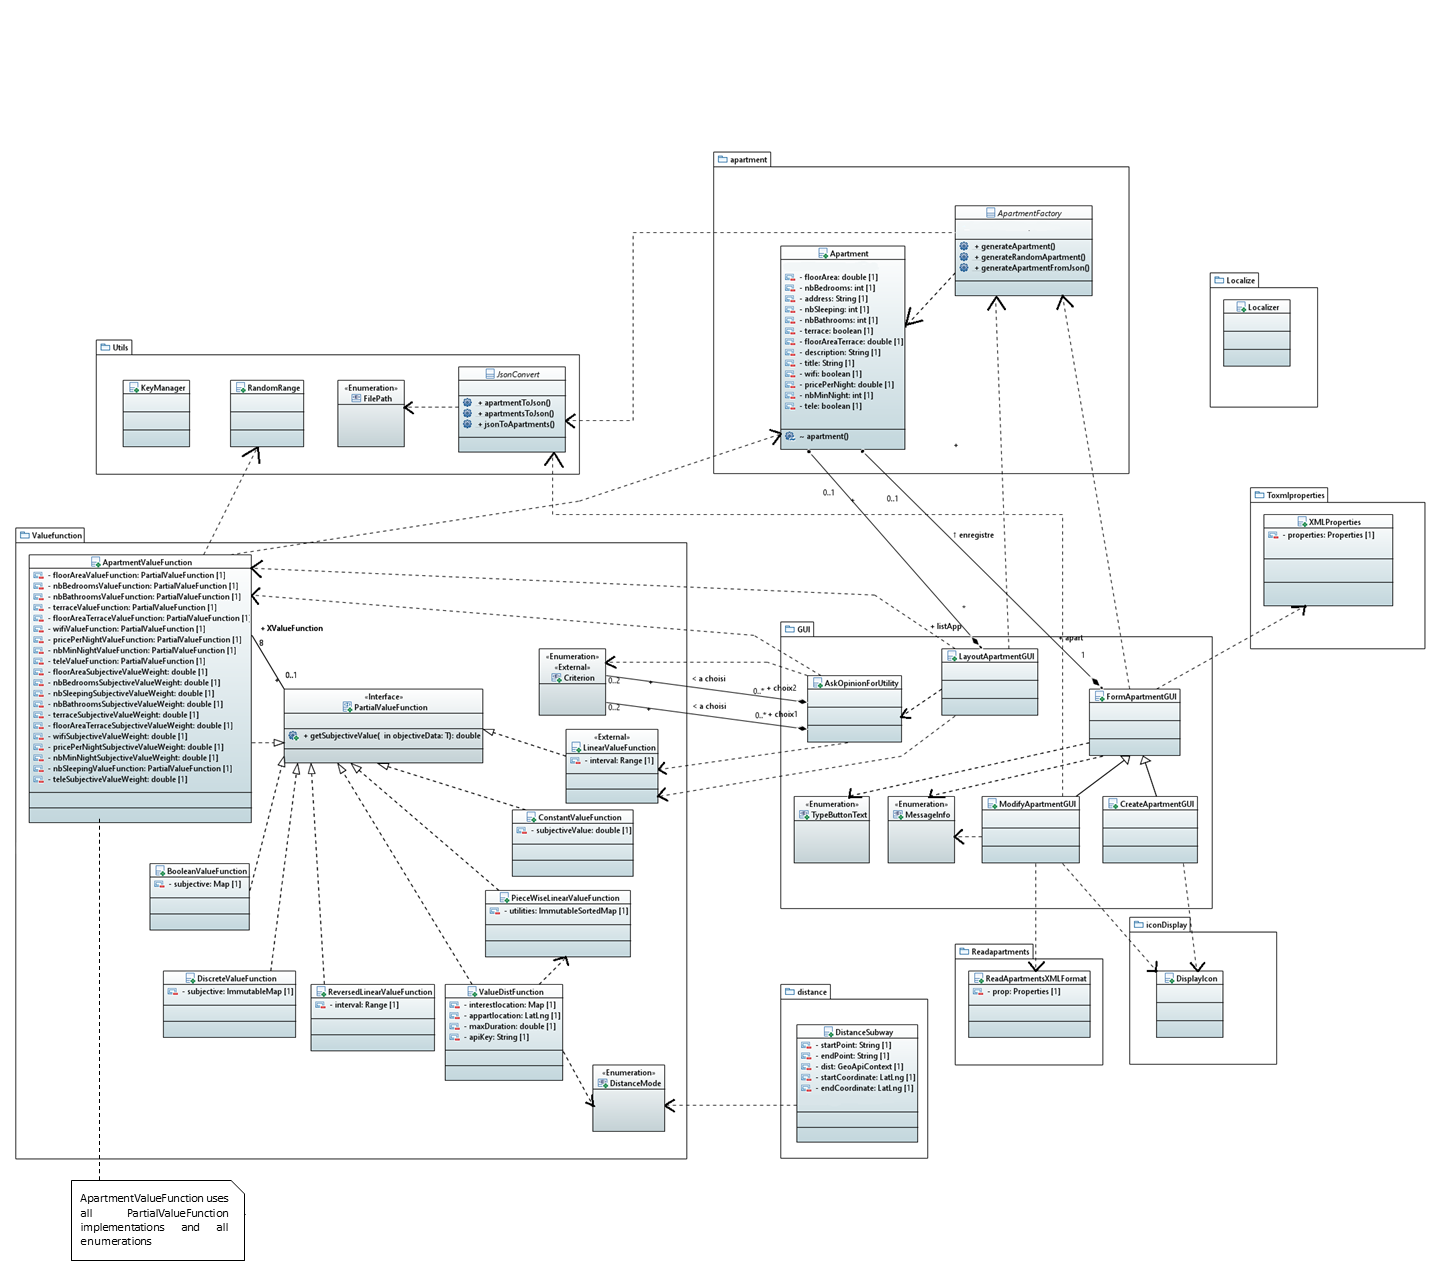 apartment
ApartmentFactory
+ generateApartment()
+ generateRandomApartment()
+ generateApartmentFromJson()
Apartment
- floorArea: double [1]
- nbBedrooms: int [1]
- address: String [1]
- nbSleeping: int [1]
- nbBathrooms: int [1]
- terrace: boolean [1]
- floorAreaTerrace: double [1]
- description: String [1]
- title: String [1]
- wifi: boolean [1]
- pricePerNight: double [1]
- nbMinNight: int [1]
- tele: boolean [1]
~ apartment()
Localize
Localizer
Utils
KeyManager
RandomRange
«Enumeration»
FilePath
JsonConvert
+ apartmentToJson()
+ apartmentsToJson()
+ jsonToApartments()
+
0..1
+
0..1
↑ enregistre
+
+ listApp
+ apart
1
Toxmlproperties
XMLProperties
- properties: Properties [1]
Valuefunction
ApartmentValueFunction
- floorAreaValueFunction: PartialValueFunction [1]
- nbBedroomsValueFunction: PartialValueFunction [1]
- nbBathroomsValueFunction: PartialValueFunction [1]
- terraceValueFunction: PartialValueFunction [1]
- floorAreaTerraceValueFunction: PartialValueFunction [1]
- wifiValueFunction: PartialValueFunction [1]
- pricePerNightValueFunction: PartialValueFunction [1]
- nbMinNightValueFunction: PartialValueFunction [1]
- teleValueFunction: PartialValueFunction [1]
- floorAreaSubjectiveValueWeight: double [1]
- nbBedroomsSubjectiveValueWeight: double [1]
- nbSleepingSubjectiveValueWeight: double [1]
- nbBathroomsSubjectiveValueWeight: double [1]
- terraceSubjectiveValueWeight: double [1]
- floorAreaTerraceSubjectiveValueWeight: double [1]
- wifiSubjectiveValueWeight: double [1]
- pricePerNightSubjectiveValueWeight: double [1]
- nbMinNightSubjectiveValueWeight: double [1]
- nbSleepingValueFunction: PartialValueFunction [1]
- teleSubjectiveValueWeight: double [1]
+ XValueFunction
8
0..1
+
«Interface»
PartialValueFunction
+ getSubjectiveValue( in objectiveData: T): double
«Enumeration»
«External»
Criterion
0..2
+
< a choisi
0..* + choix2
0..2
+
< a choisi
0..* + choix1
«External»
LinearValueFunction
- interval: Range [1]
ConstantValueFunction
- subjectiveValue: double [1]
BooleanValueFunction
- subjective: Map [1]
PieceWiseLinearValueFunction
- utilities: ImmutableSortedMap [1]
DiscreteValueFunction
- subjective: ImmutableMap [1]
ReversedLinearValueFunction
- interval: Range [1]
ValueDistFunction
- interestlocation: Map [1]
- appartlocation: LatLng [1]
- maxDuration: double [1]
- apiKey: String [1]
«Enumeration»
DistanceMode
GUI
LayoutApartmentGUI
AskOpinionForUtility
FormApartmentGUI
«Enumeration»
TypeButtonText
«Enumeration»
MessageInfo
ModifyApartmentGUI
CreateApartmentGUI
iconDisplay
DisplayIcon
Readapartments
ReadApartmentsXMLFormat
- prop: Properties [1]
distance
DistanceSubway
- startPoint: String [1]
- endPoint: String [1]
- dist: GeoApiContext [1]
- startCoordinate: LatLng [1]
- endCoordinate: LatLng [1]
ApartmentValueFunction uses
all PartialValueFunction
implementations and all
enumerations